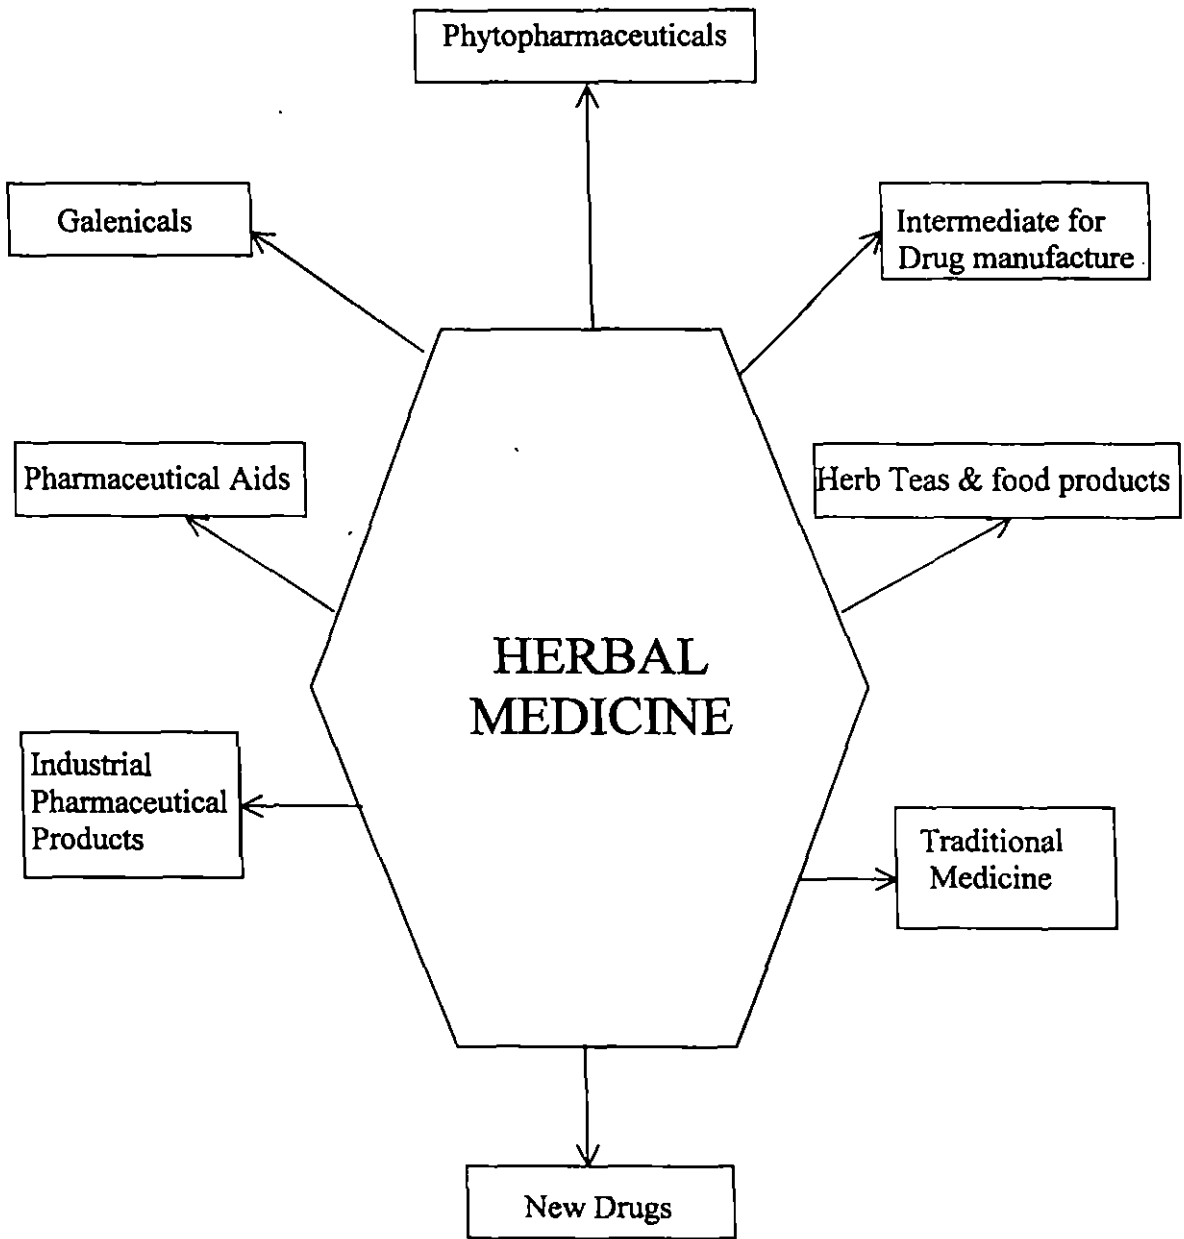 Phytopharmaceuticals
Galenicals
Intermediate for
Drug manufacture
Pharmaceutical Aids
Herb Teas & food products
HERBAL
MEDICINE
Industrial
Pharmaceutical
Products
Traditional
Medicine
New Drugs